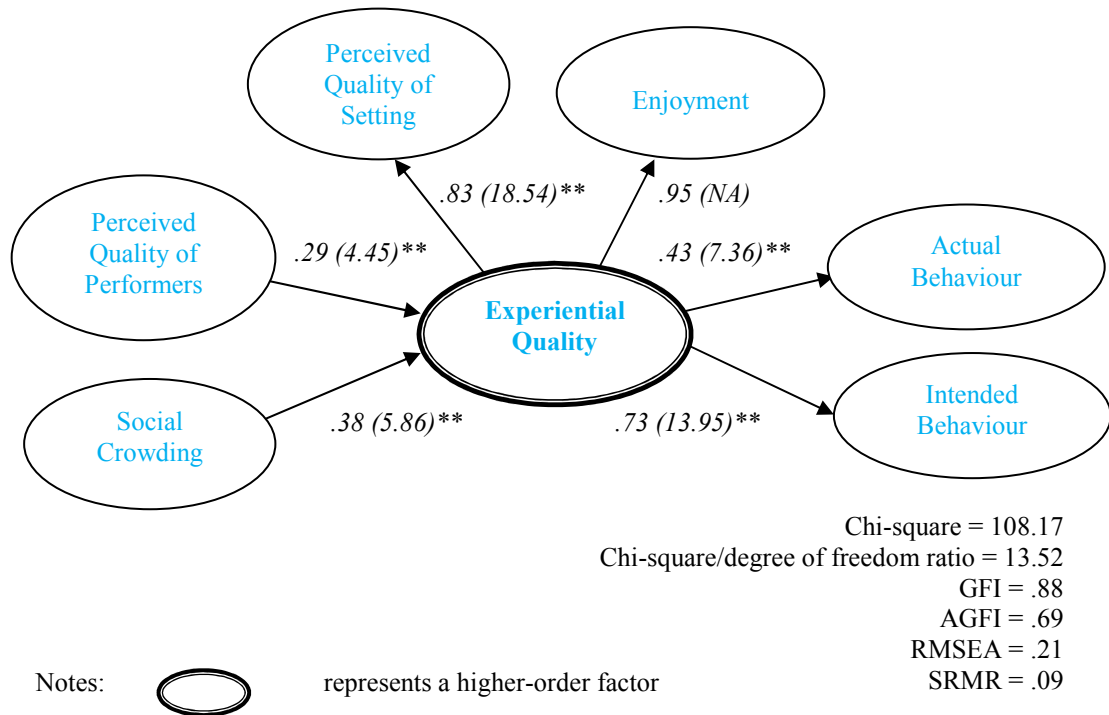 Perceived
Quality of
Setting
Enjoyment
.83 (18.54)**
.95 (NA)
Perceived
Quality of
Performers
.29 (4.45)**
.43 (7.36)**
Actual
Behaviour
Experiential
Quality
Social
Crowding
.38 (5.86)**
.73 (13.95)**
Intended
Behaviour
Chi-square = 108.17
Chi-square/degree of freedom ratio = 13.52
GFI = .88
AGFI = .69
RMSEA = .21
SRMR = .09
Notes: represents a higher-order factor